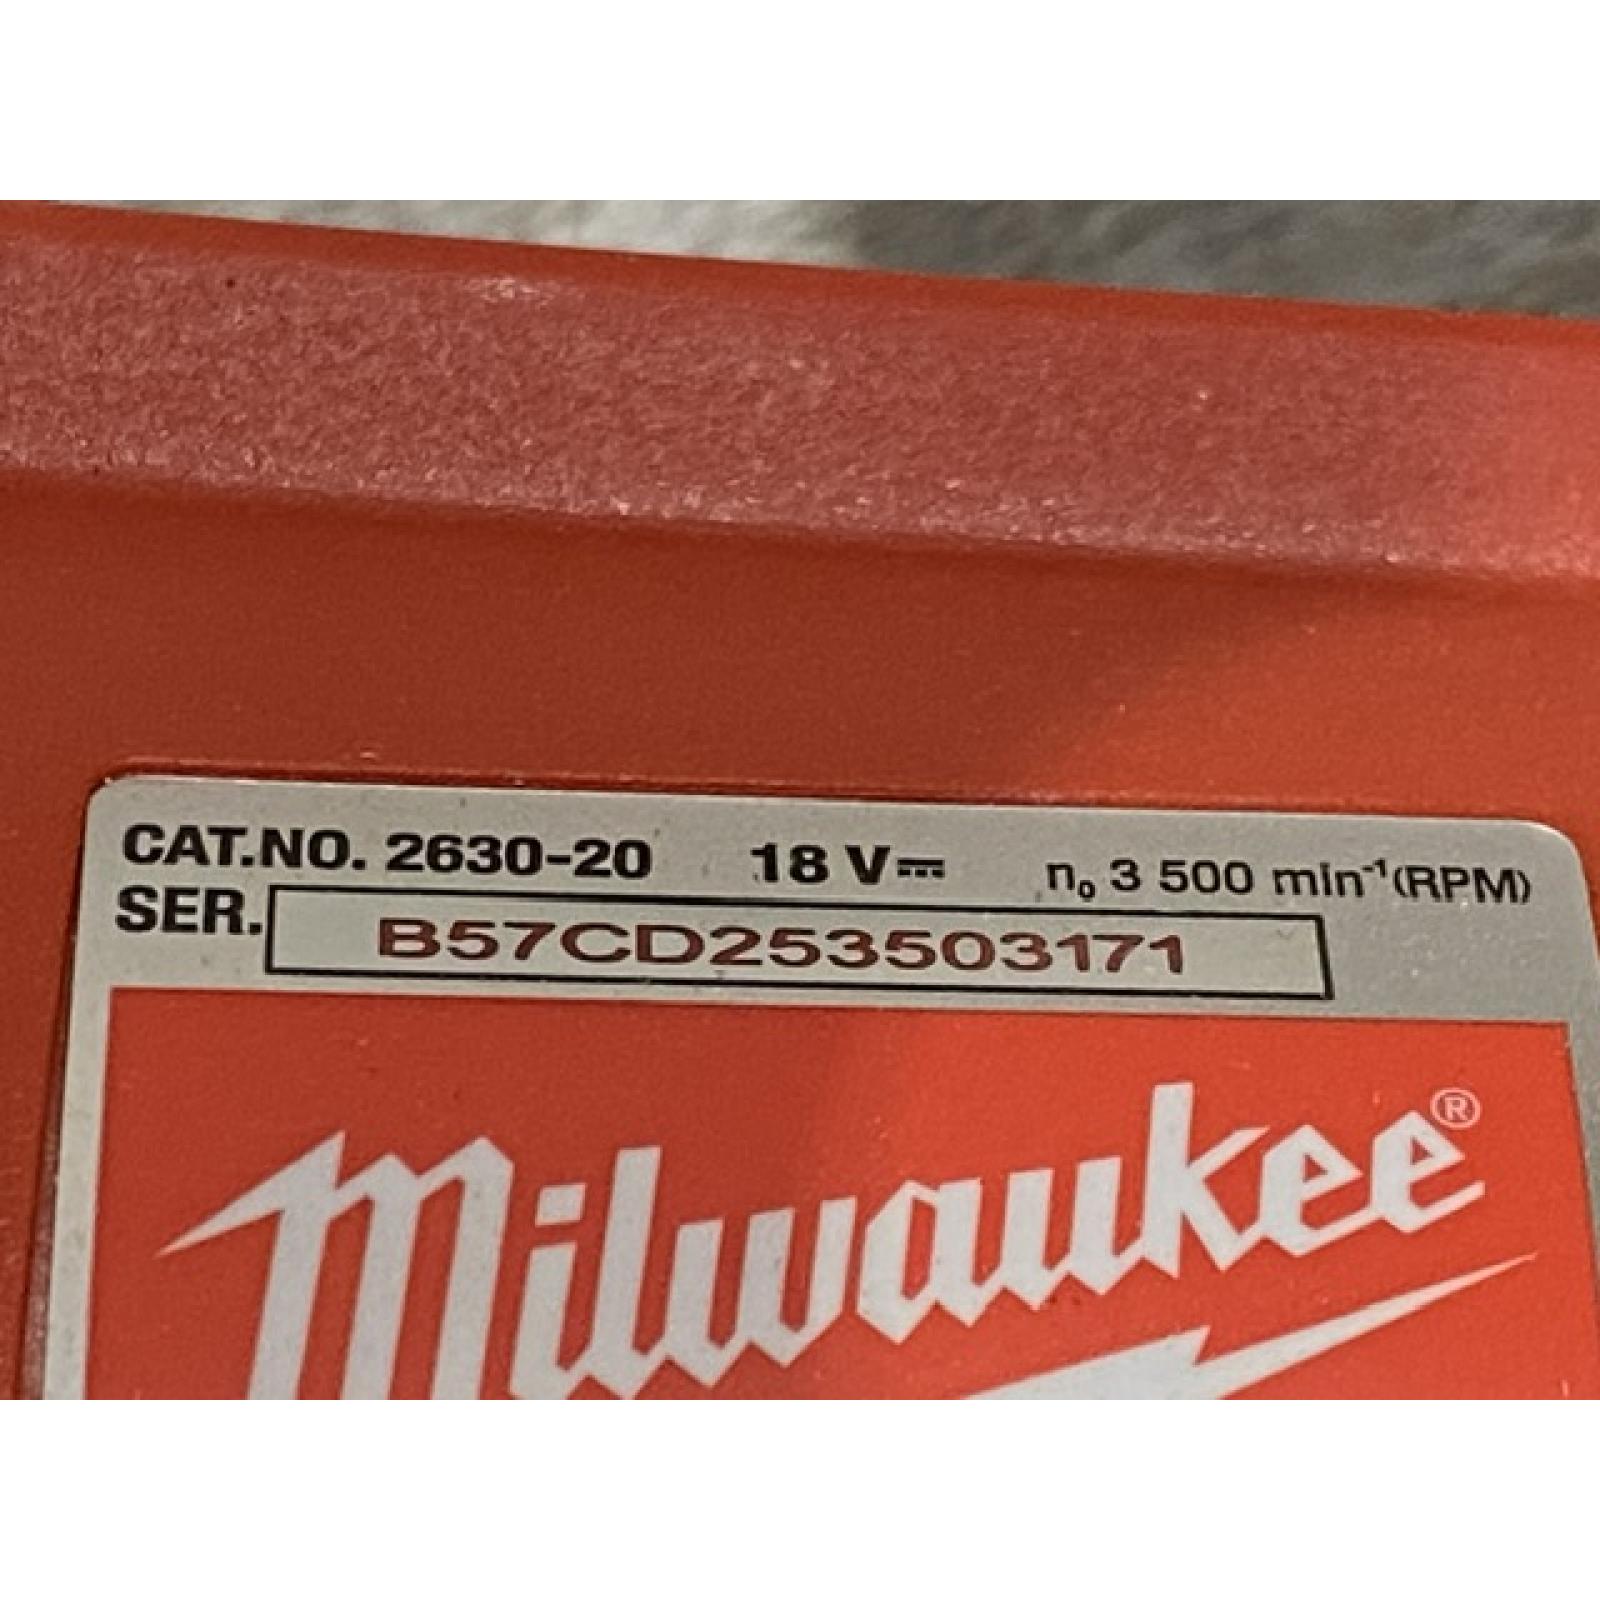 CAT.NO. 2630-20 18 V⎓ n₀ 3 500 min⁻¹(RPM)
SER. B57CD253503171
Milwaukee®